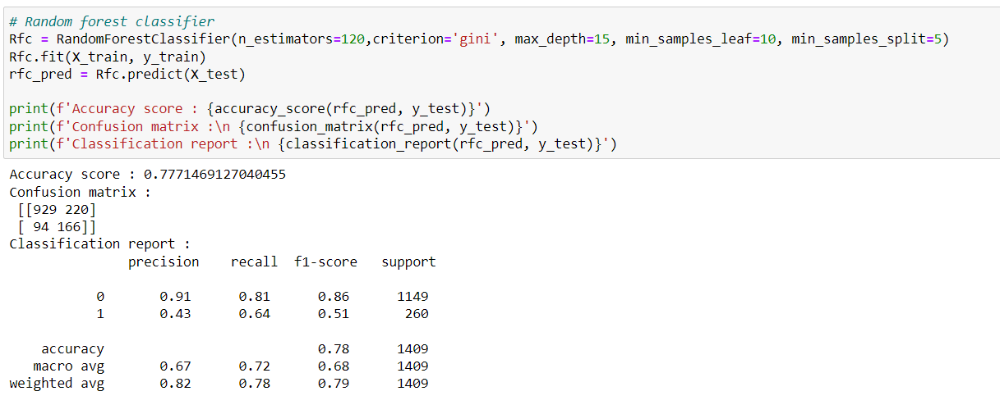 # Random forest classifier
Rfc = RandomForestClassifier(n_estimators=120,criterion='gini', max_depth=15, min_samples_leaf=10, min_samples_split=5)
Rfc.fit(X_train, y_train)
rfc_pred = Rfc.predict(X_test)
print(f'Accuracy score : {accuracy_score(rfc_pred, y_test)}')
print(f'Confusion matrix :\n {confusion_matrix(rfc_pred, y_test)}')
print(f'Classification report :\n {classification_report(rfc_pred, y_test)}')
Accuracy score : 0.7771469127040455
Confusion matrix :
[[929 220]
[ 94 166]]
Classification report :
precision recall f1-score support
0 0.91 0.81 0.86 1149
1 0.43 0.64 0.51 260
accuracy 0.78 1409
macro avg 0.67 0.72 0.68 1409
weighted avg 0.82 0.78 0.79 1409